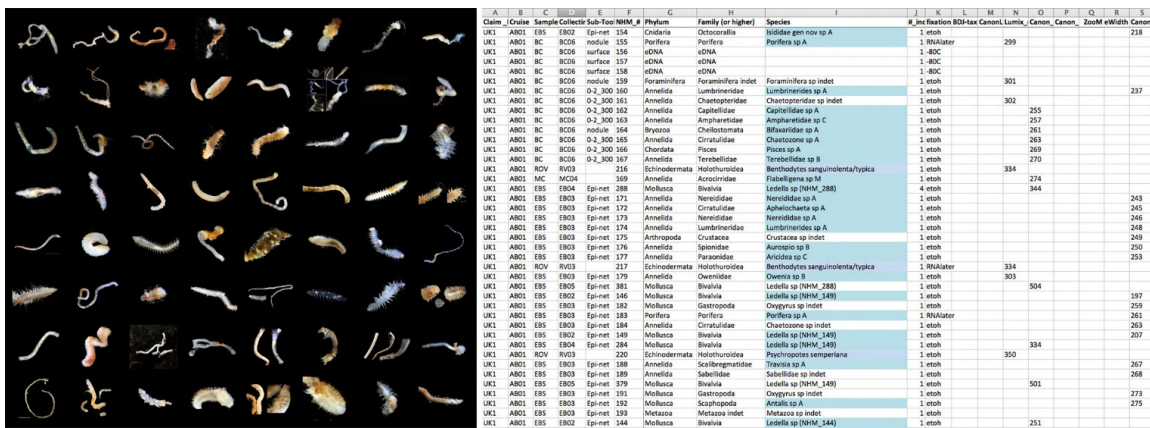 A B C D E F G H I J K L M N O P Q R S
Claim_ Cruise Sample Collectir Sub-Tool NHM_# Phylum Family (or higher) Species #_inc fixation BDJ-tax CanonL Lumix_ Canon_ Canon_ ZooM eWidth Canon
UK1 AB01 EBS EB02 Epi-net 154 Cnidaria Octocorallia Isididae gen nov sp A 1 etoh 218
UK1 AB01 BC BC06 nodule 155 Porifera Porifera Porifera sp A 1 RNAlater 299
UK1 AB01 BC BC06 surface 156 eDNA eDNA 1 -80C
UK1 AB01 BC BC06 surface 157 eDNA eDNA 1 -80C
UK1 AB01 BC BC06 surface 158 eDNA eDNA 1 -80C
UK1 AB01 BC BC06 nodule 159 Foraminifera Foraminifera indet Foraminifera sp indet 1 etoh 301
UK1 AB01 BC BC06 0-2_300 160 Annelida Lumbrineridae Lumbrinerides sp A 1 etoh 237
UK1 AB01 BC BC06 0-2_300 161 Annelida Chaetopteridae Chaetopteridae sp indet 1 etoh 302
UK1 AB01 BC BC06 0-2_300 162 Annelida Capitellidae Capitellidae sp A 1 etoh 255
UK1 AB01 BC BC06 0-2_300 163 Annelida Ampharetidae Ampharetidae sp C 1 etoh 257
UK1 AB01 BC BC06 nodule 164 Bryozoa Cheilostomata Bifaxariidae sp A 1 etoh 261
UK1 AB01 BC BC06 0-2_300 165 Annelida Cirratulidae Chaetozone sp A 1 etoh 263
UK1 AB01 BC BC06 0-2_300 166 Chordata Pisces Pisces sp A 1 etoh 269
UK1 AB01 BC BC06 0-2_300 167 Annelida Terebellidae Terebellidae sp B 1 etoh 270
UK1 AB01 ROV RV03 216 Echinodermata Holothuroidea Benthodytes sanguinolenta/typica 1 etoh 334
UK1 AB01 MC MC04 169 Annelida Acrocirridae Flabelligena sp M 1 etoh 274
UK1 AB01 EBS EB04 Epi-net 288 Mollusca Bivalvia Ledella sp (NHM_288) 4 etoh 344
UK1 AB01 EBS EB03 Epi-net 171 Annelida Nereididae Nereididae sp A 1 etoh 243
UK1 AB01 EBS EB03 Epi-net 172 Annelida Cirratulidae Aphelochaeta sp A 1 etoh 245
UK1 AB01 EBS EB03 Epi-net 173 Annelida Nereididae Nereididae sp A 1 etoh 246
UK1 AB01 EBS EB03 Epi-net 174 Annelida Lumbrineridae Lumbrinerides sp A 1 etoh 248
UK1 AB01 EBS EB03 Epi-net 175 Arthropoda Crustacea Crustacea sp indet 1 etoh 249
UK1 AB01 EBS EB03 Epi-net 176 Annelida Spionidae Aurospio sp B 1 etoh 250
UK1 AB01 EBS EB03 Epi-net 177 Annelida Paraonidae Aricidea sp C 1 etoh 253
UK1 AB01 ROV RV03 217 Echinodermata Holothuroidea Benthodytes sanguinolenta/typica 1 RNAlater 334
UK1 AB01 EBS EB03 Epi-net 179 Annelida Oweniidae Owenia sp B 1 etoh 303
UK1 AB01 EBS EB05 Epi-net 381 Mollusca Bivalvia Ledella sp (NHM_288) 1 etoh 504
UK1 AB01 EBS EB02 Epi-net 146 Mollusca Bivalvia Ledella sp (NHM_149) 1 etoh 197
UK1 AB01 EBS EB03 Epi-net 182 Mollusca Gastropoda Oxygyrus sp indet 1 etoh 259
UK1 AB01 EBS EB03 Epi-net 183 Porifera Porifera Porifera sp A 1 RNAlater 261
UK1 AB01 EBS EB03 Epi-net 184 Annelida Cirratulidae Chaetozone sp indet 1 etoh 263
UK1 AB01 EBS EB02 Epi-net 149 Mollusca Bivalvia Ledella sp (NHM_149) 1 etoh 207
UK1 AB01 EBS EB04 Epi-net 284 Mollusca Bivalvia Ledella sp (NHM_149) 1 etoh 334
UK1 AB01 ROV RV03 220 Echinodermata Holothuroidea Psychropotes semperiana 1 etoh 350
UK1 AB01 EBS EB03 Epi-net 188 Annelida Scalibregmatidae Travisia sp A 1 etoh 267
UK1 AB01 EBS EB03 Epi-net 189 Annelida Sabellidae Sabellidae sp indet 1 etoh 268
UK1 AB01 EBS EB05 Epi-net 379 Mollusca Bivalvia Ledella sp (NHM_149) 1 etoh 501
UK1 AB01 EBS EB03 Epi-net 191 Mollusca Gastropoda Oxygyrus sp indet 1 etoh 273
UK1 AB01 EBS EB03 Epi-net 192 Mollusca Scaphopoda Antalis sp A 1 etoh 275
UK1 AB01 EBS EB03 Epi-net 193 Metazoa Metazoa indet Metazoa sp indet 1 etoh
UK1 AB01 EBS EB02 Epi-net 144 Mollusca Bivalvia Ledella sp (NHM_144) 1 etoh 251